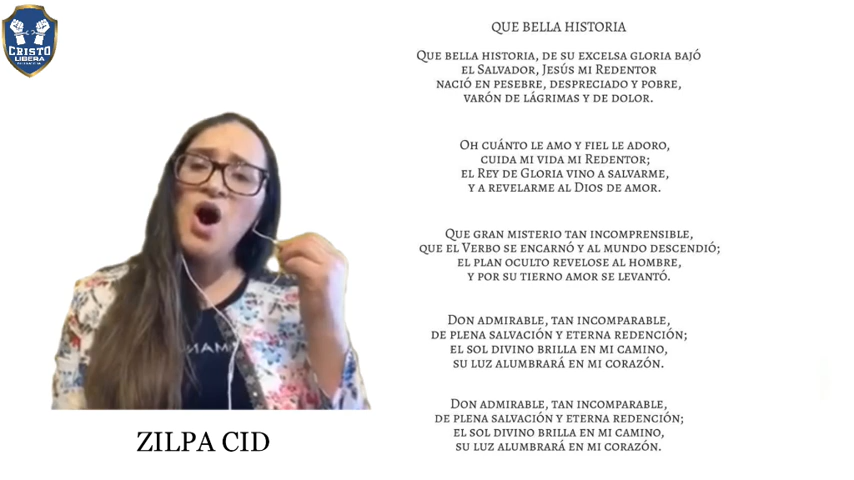 CRISTO
LIBERA
QUE BELLA HISTORIA
Que bella historia, de su excelsa gloria bajó
el Salvador, Jesús mi Redentor
nació en pesebre, despreciado y pobre,
varón de lágrimas y de dolor.
Oh cuánto le amo y fiel le adoro,
cuida mi vida mi Redentor;
el Rey de Gloria vino a salvarme,
y a revelarme al Dios de amor.
Que gran misterio tan incomprensible,
que el Verbo se encarnó y al mundo descendió;
el plan oculto revelose al hombre,
y por su tierno amor se levantó.
Don admirable, tan incomparable,
de plena salvación y eterna redención;
el sol divino brilla en mi camino,
su luz alumbrará en mi corazón.
Don admirable, tan incomparable,
de plena salvación y eterna redención;
el sol divino brilla en mi camino,
su luz alumbrará en mi corazón.
ZILPA CID